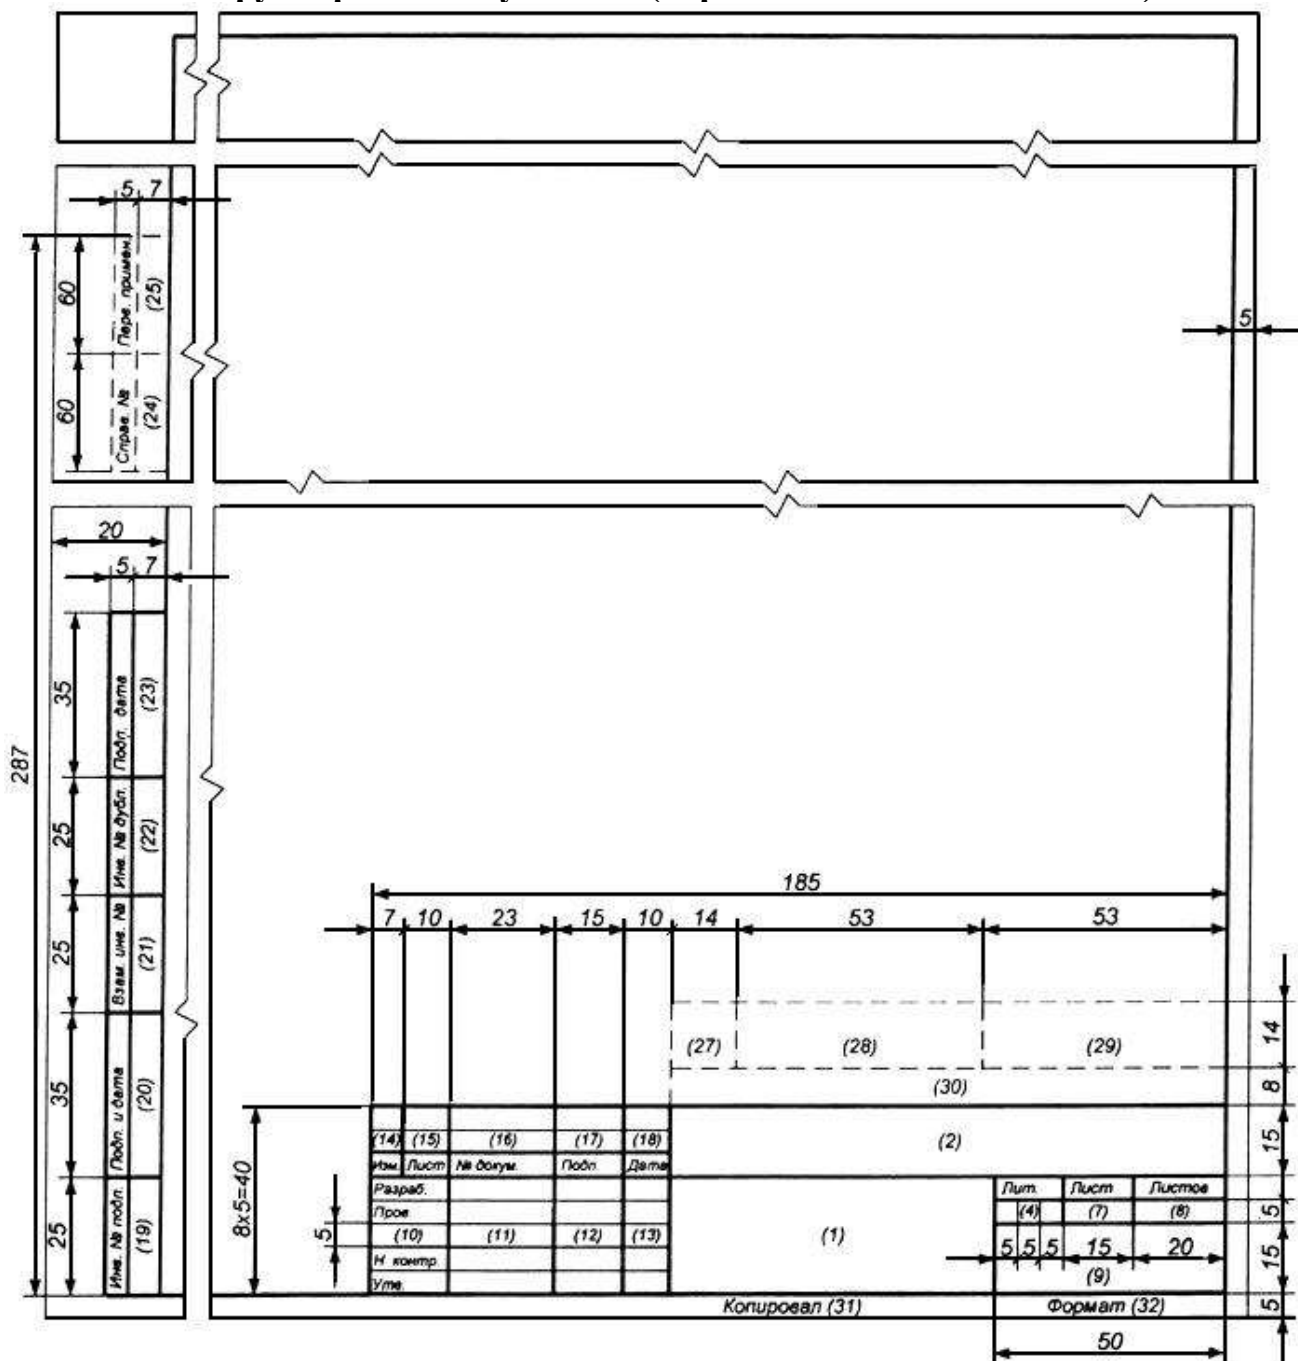 5 7
60 Перв. примен. (25)
5
60 Справ. № (24)
20
5 7
35 Подп. дата (23)
287
25 Инв. № дубл. (22)
25 Взам. инв. № (21)
35 Подп. и дата (20)
25 Инв. № подл. (19)
185
7 10 23 15 10 14 53 53
(27) (28) (29) 14
(30) 8
8x5=40
(14) (15) (16) (17) (18) (2) 15
Изм. Лист № докум. Подп. Дата
Разраб. Лит. Лист Листов
Пров (4) (7) (8) 5
5 (10) (11) (12) (13) (1)
5 5 5 15 20 15
Н. контр
(9)
Утв.
Копировал (31) Формат (32) 5
50